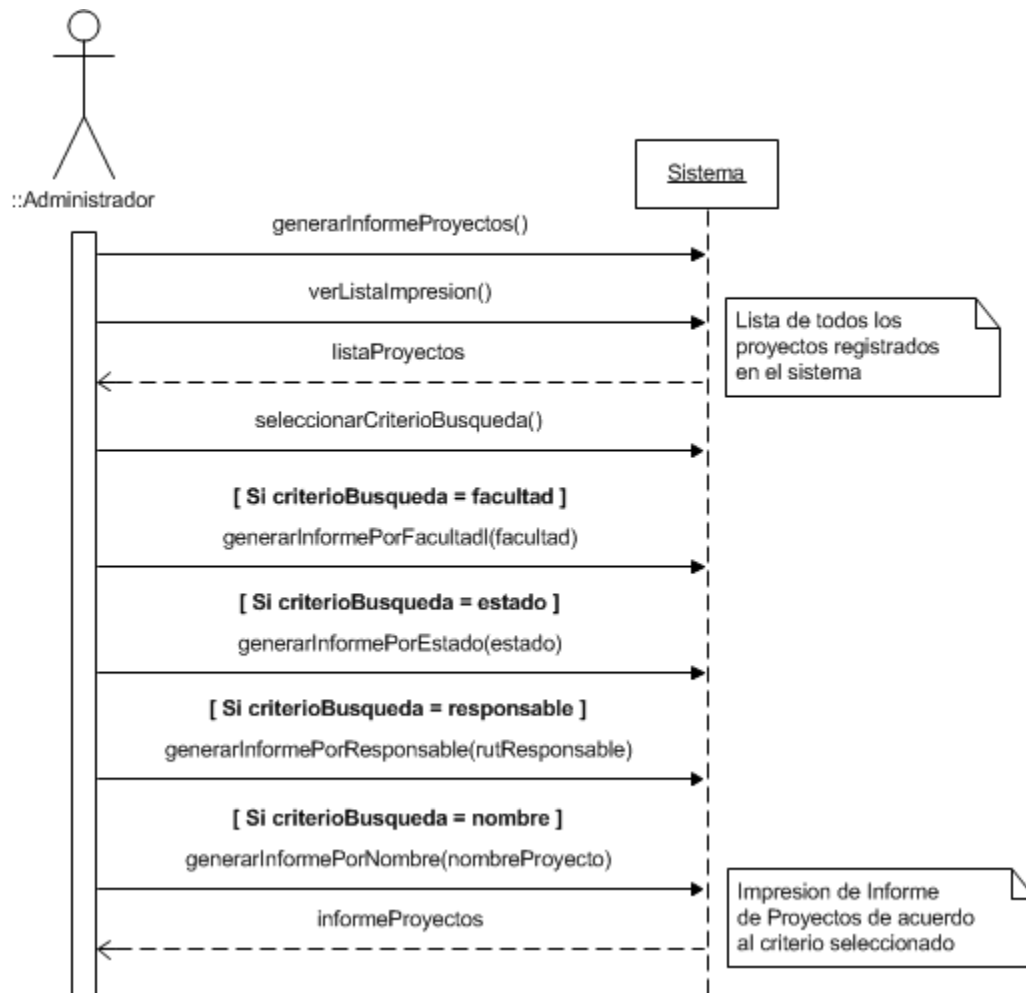 ::Administrador
Sistema
generarInformeProyectos()
verListaImpresion()
Lista de todos los
proyectos registrados
en el sistema
listaProyectos
seleccionarCriterioBusqueda()
[ Si criterioBusqueda = facultad ]
generarInformePorFacultadI(facultad)
[ Si criterioBusqueda = estado ]
generarInformePorEstado(estado)
[ Si criterioBusqueda = responsable ]
generarInformePorResponsable(rutResponsable)
[ Si criterioBusqueda = nombre ]
generarInformePorNombre(nombreProyecto)
informeProyectos
Impresion de Informe
de Proyectos de acuerdo
al criterio seleccionado